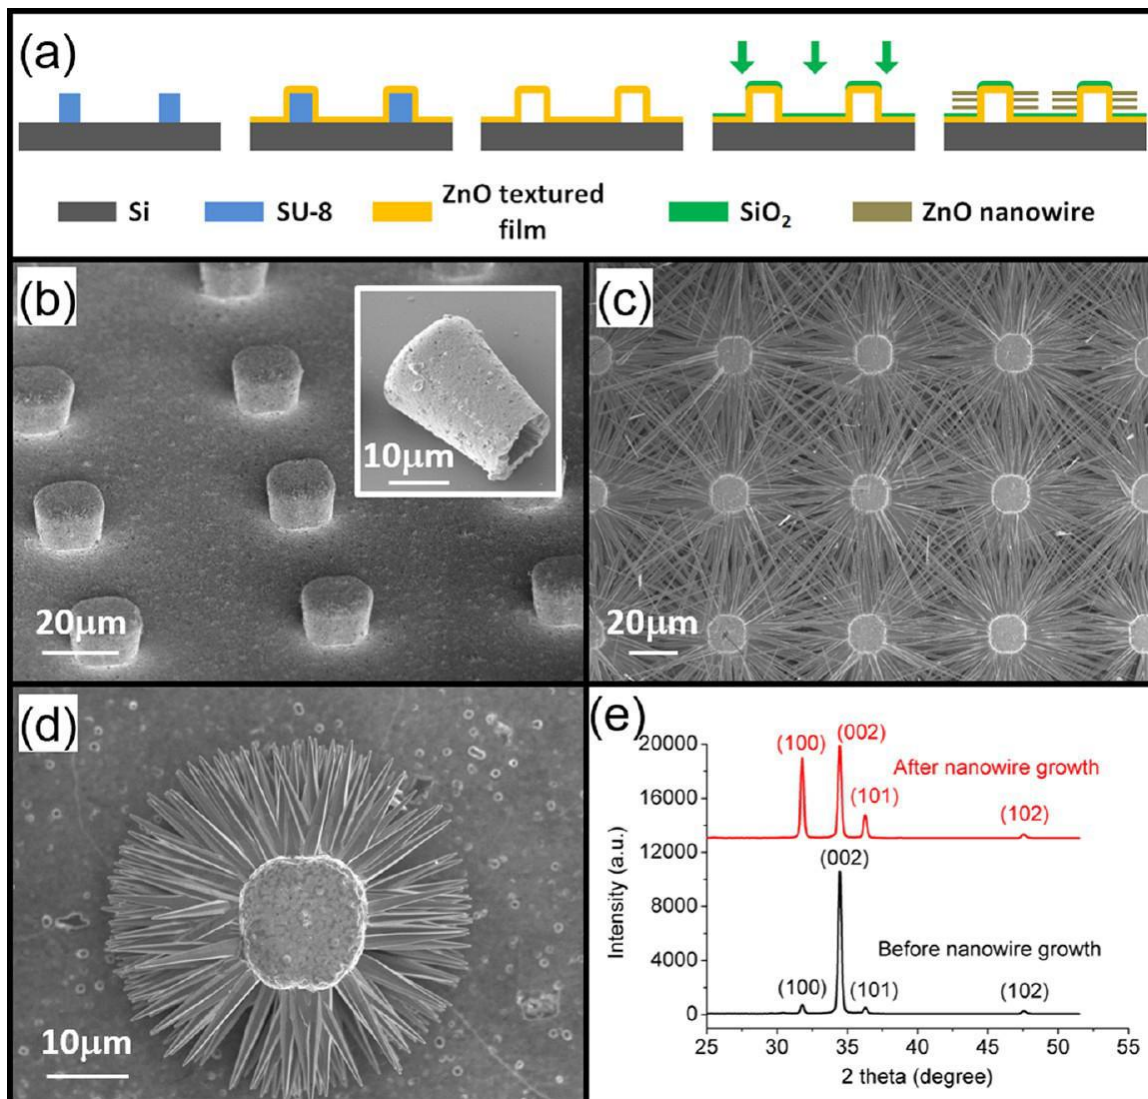 (a)
Si
SU-8
ZnO textured
film
SiO₂
ZnO nanowire
(b)
10μm
20μm
(c)
20μm
(d)
10μm
(e)
20000
16000
12000
8000
4000
0
Intensity (a.u.)
(100)
(002)
After nanowire growth
(101)
(102)
(002)
Before nanowire growth
(100)
(101)
(102)
25 30 35 40 45 50 55
2 theta (degree)